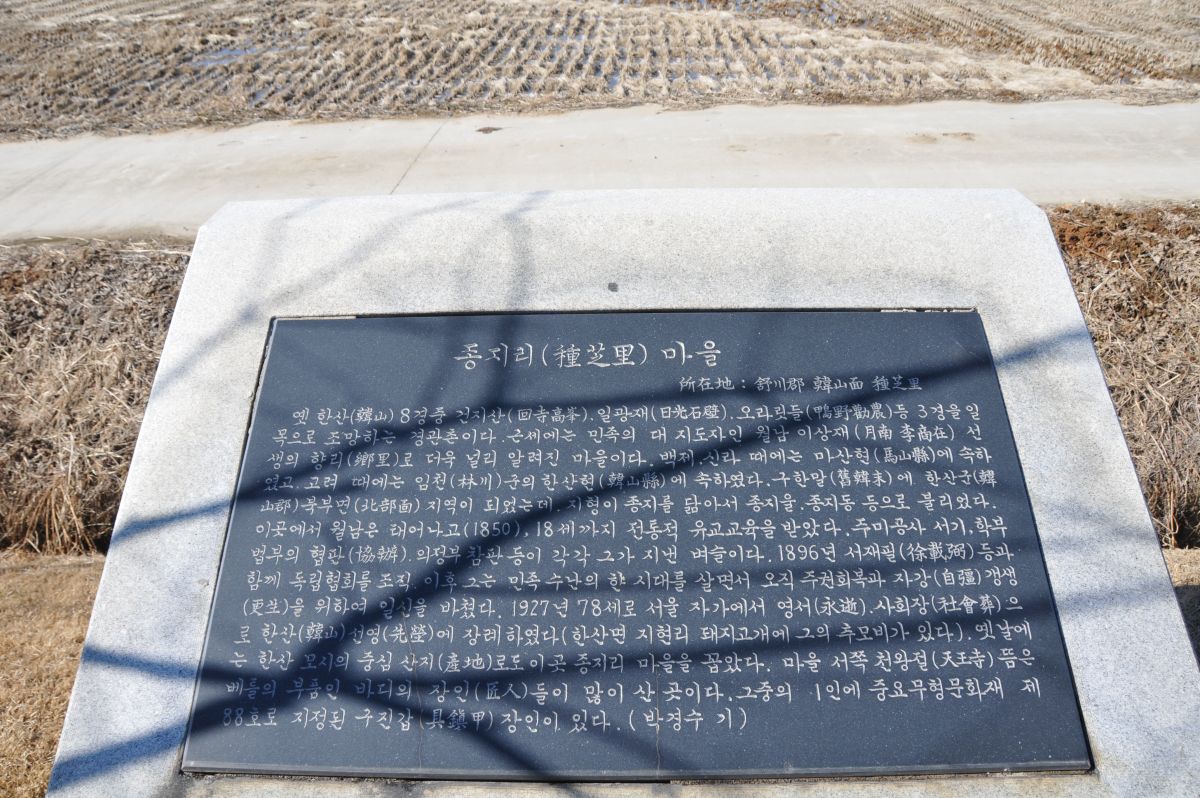 종지리(種芝里) 마을
所在地 : 舒川郡 韓山面 種芝里
옛 한산(韓山) 8경중 건지산(回寺高峯). 일광재(日光石壁). 오라릿들(鴨野勸農)등 3경을 일
목으로 조망하는 경관촌이다. 근세에는 민족의 대 지도자인 월남 이상재(月南 李商在) 선
생의 향리(鄕里)로 더욱 널리 알려진 마을이다. 백제. 신라 때에는 마산현(馬山縣)에 속하
였고. 고려 때에는 임천(林川)군의 한산현(韓山縣)에 속하였다. 구한말(舊韓末)에 한산군(韓
山郡)북부면(北部面)지역이 되었는데. 지형이 종지를 닮아서 종지울. 종지동 등으로 불리었다.
이곳에서 월남은 태어나고(1850). 18세까지 전통적 유교교육을 받았다. 주미공사 서기. 학부
법부의 협판(協辦). 의정부 참판 등이 각각 그가 지낸 벼슬이다. 1896년 서재필(徐載弼)등과
함께 독립협회를 조직. 이후 그는 민족 수난의 한 시대를 살면서 오직 주권회복과 자강(自彊)갱생
(更生)을 위하여 일신을 바쳤다. 1927년 78세로 서울 자가에서 영서(永逝). 사회장(社會葬)으
로 한산(韓山)선영(先塋)에 장례하였다(한산면 지현리 돼지고개에 그의 추모비가 있다). 옛날에
는 한산 모시의 중심 산지(產地)로도 이곳 종지리 마을을 꼽았다. 마을 서쪽 천왕절(天王寺) 뜸은
베틀의 부품인 바디의 장인(匠人)들이 많이 산 곳이다. 그중의 1인에 중요무형문화재 제
88호로 지정된 구진갑(具鎭甲)장인이 있다. (박경수 기)